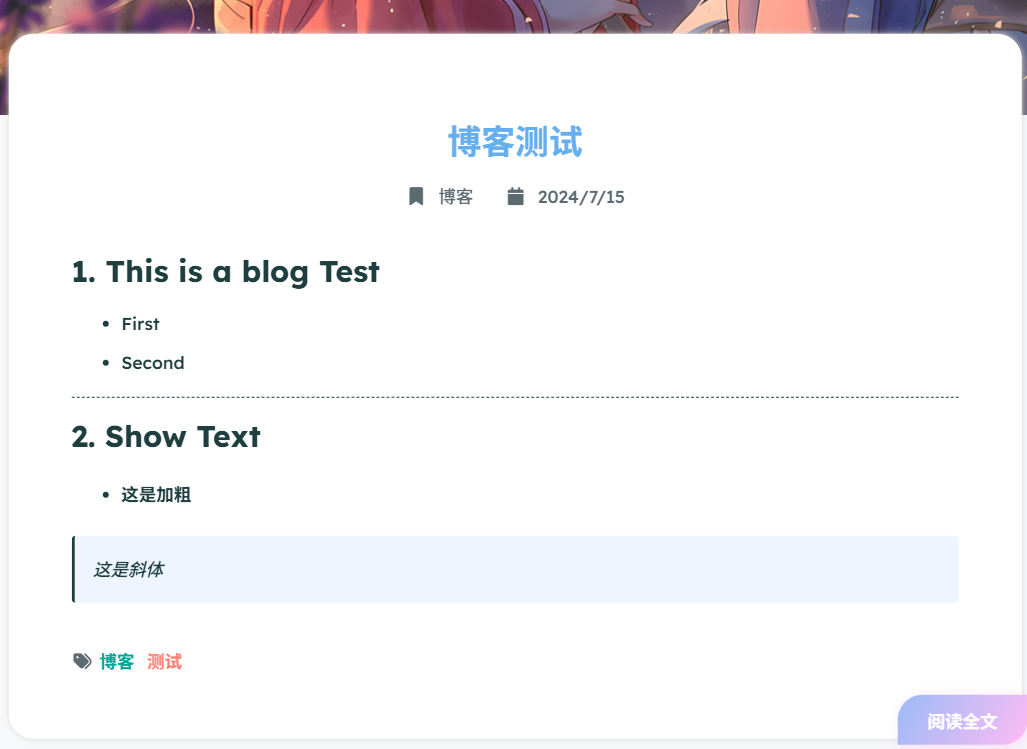 博客测试
博客 2024/7/15
1. This is a blog Test
• First
• Second
2. Show Text
• 这是加粗
这是斜体
博客 测试
阅读全文